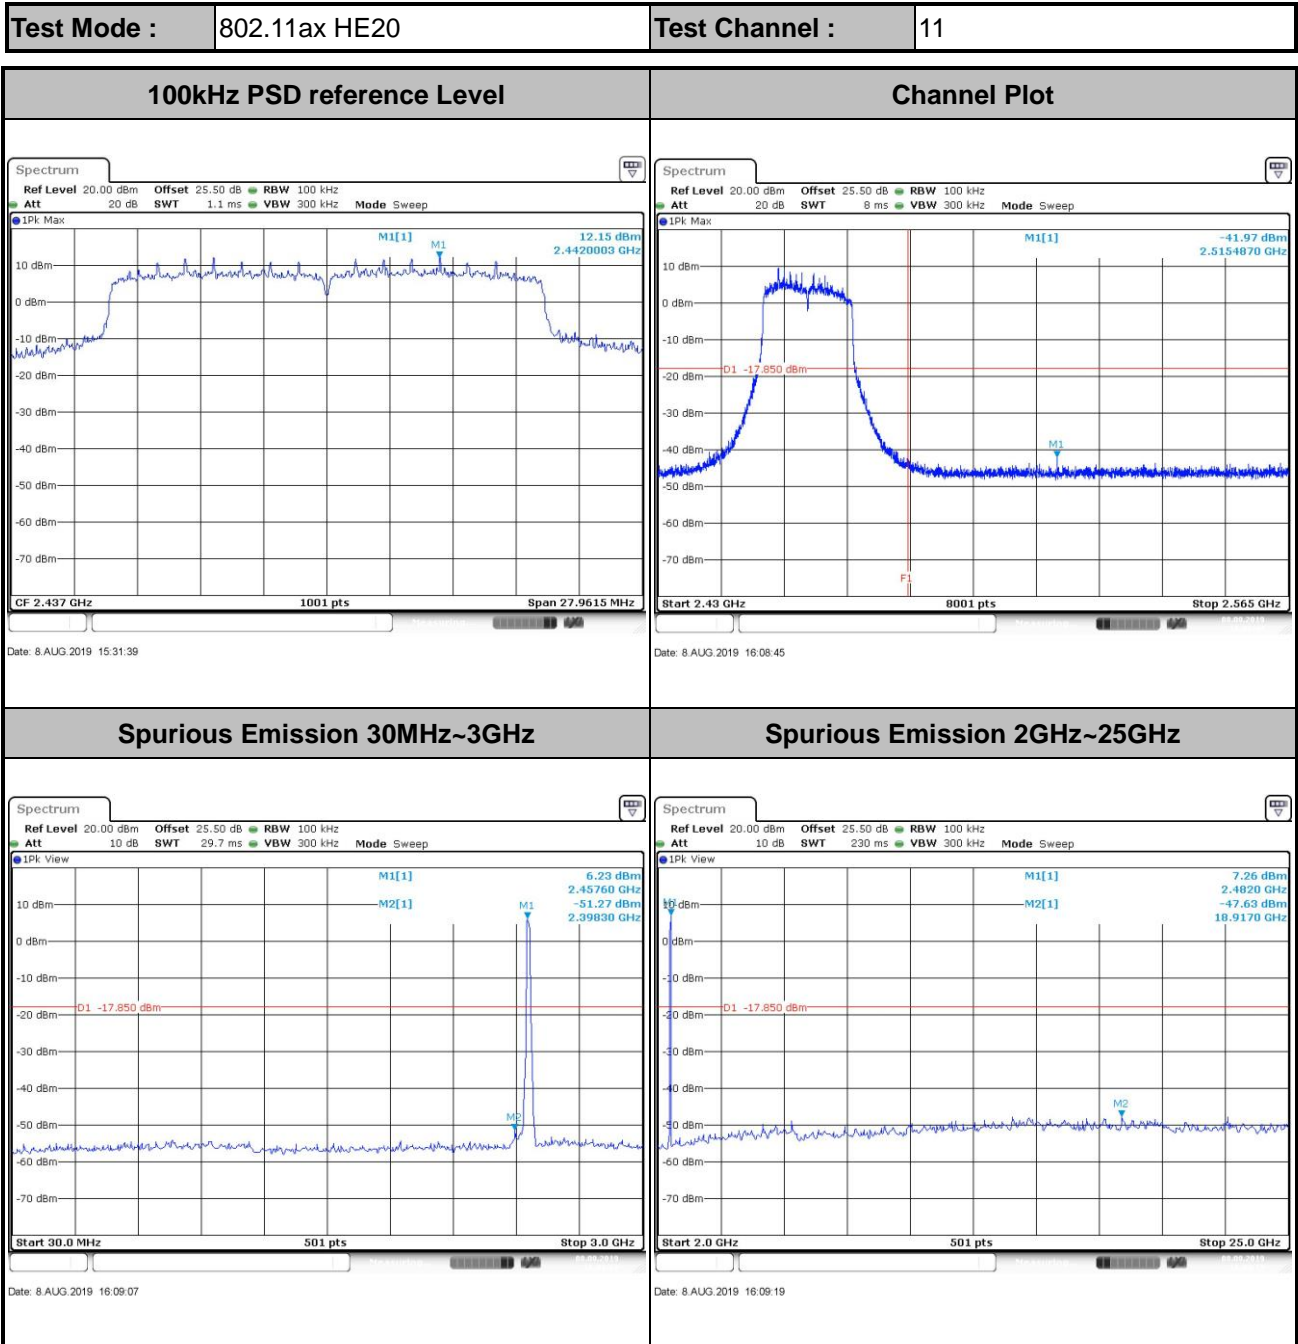 Test Mode : 802.11ax HE20 Test Channel : 11
100kHz PSD reference Level Channel Plot
Spectrum
Ref Level 20.00 dBm Offset 25.50 dB RBW 100 kHz
Att 20 dB SWT 1.1 ms VBW 300 kHz Mode Sweep
1Pk Max
M1[1] 12.15 dBm
2.4420003 GHz
M1
10 dBm
0 dBm
-10 dBm
-20 dBm
-30 dBm
-40 dBm
-50 dBm
-60 dBm
-70 dBm
CF 2.437 GHz 1001 pts Span 27.9615 MHz
Date: 8.AUG.2019 15:31:39
Spectrum
Ref Level 20.00 dBm Offset 25.50 dB RBW 100 kHz
Att 20 dB SWT 8 ms VBW 300 kHz Mode Sweep
1Pk Max
M1[1] -41.97 dBm
2.5154870 GHz
10 dBm
0 dBm
-10 dBm
D1 -17.850 dBm
-20 dBm
-30 dBm
M1
-40 dBm
-50 dBm
-60 dBm
-70 dBm
F1
Start 2.43 GHz 8001 pts Stop 2.565 GHz
Date: 8.AUG.2019 16:08:45
Spurious Emission 30MHz~3GHz Spurious Emission 2GHz~25GHz
Spectrum
Ref Level 20.00 dBm Offset 25.50 dB RBW 100 kHz
Att 10 dB SWT 29.7 ms VBW 300 kHz Mode Sweep
1Pk View
M1[1] 6.23 dBm
2.45760 GHz
M2[1] -51.27 dBm
2.39830 GHz
10 dBm
M1
0 dBm
-10 dBm
D1 -17.850 dBm
-20 dBm
-30 dBm
-40 dBm
M2
-50 dBm
-60 dBm
-70 dBm
Start 30.0 MHz 501 pts Stop 3.0 GHz
Date: 8.AUG.2019 16:09:07
Spectrum
Ref Level 20.00 dBm Offset 25.50 dB RBW 100 kHz
Att 10 dB SWT 230 ms VBW 300 kHz Mode Sweep
1Pk View
M1[1] 7.26 dBm
2.4820 GHz
M2[1] -47.63 dBm
18.9170 GHz
M1
10 dBm
0 dBm
-10 dBm
D1 -17.850 dBm
-20 dBm
-30 dBm
-40 dBm
M2
-50 dBm
-60 dBm
-70 dBm
Start 2.0 GHz 501 pts Stop 25.0 GHz
Date: 8.AUG.2019 16:09:19